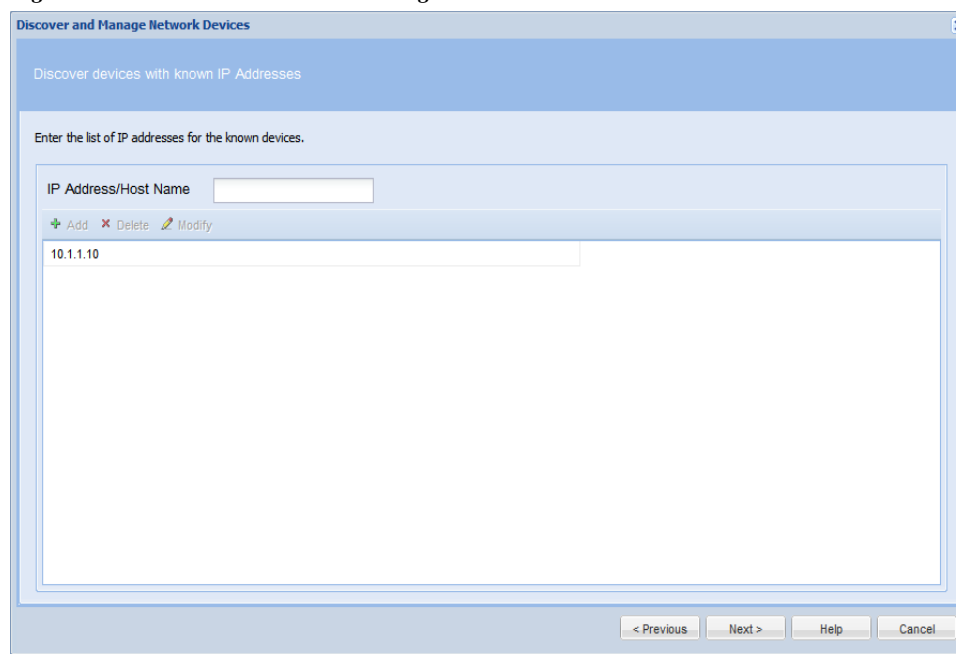 Discover and Manage Network Devices
Discover devices with known IP Addresses
Enter the list of IP addresses for the known devices.
IP Address/Host Name
Add Delete Modify
10.1.1.10
< Previous Next > Help Cancel